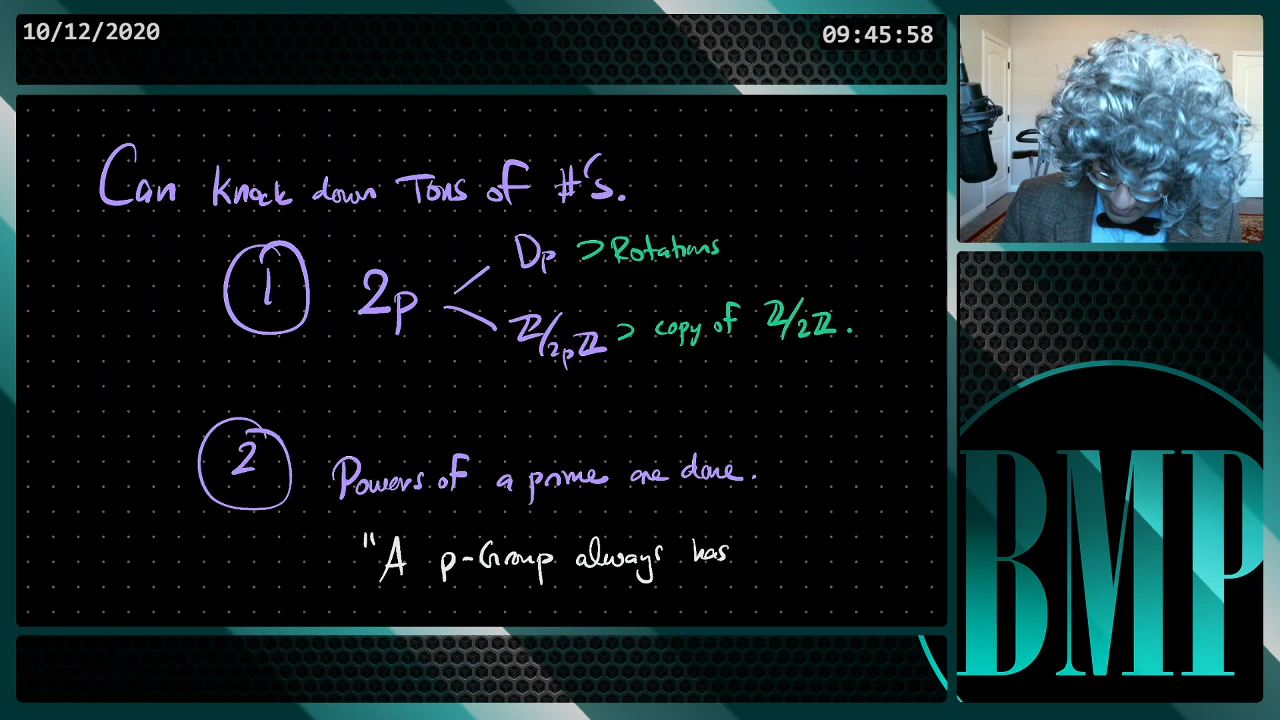 10/12/2020
09:45:58
Can Knock down Tons of #'s.
1 2p
Dp > Rotations
ℤ/2pℤ > copy of ℤ/2ℤ.
2 Powers of a prime are done.
"A p-Group always has
BMP